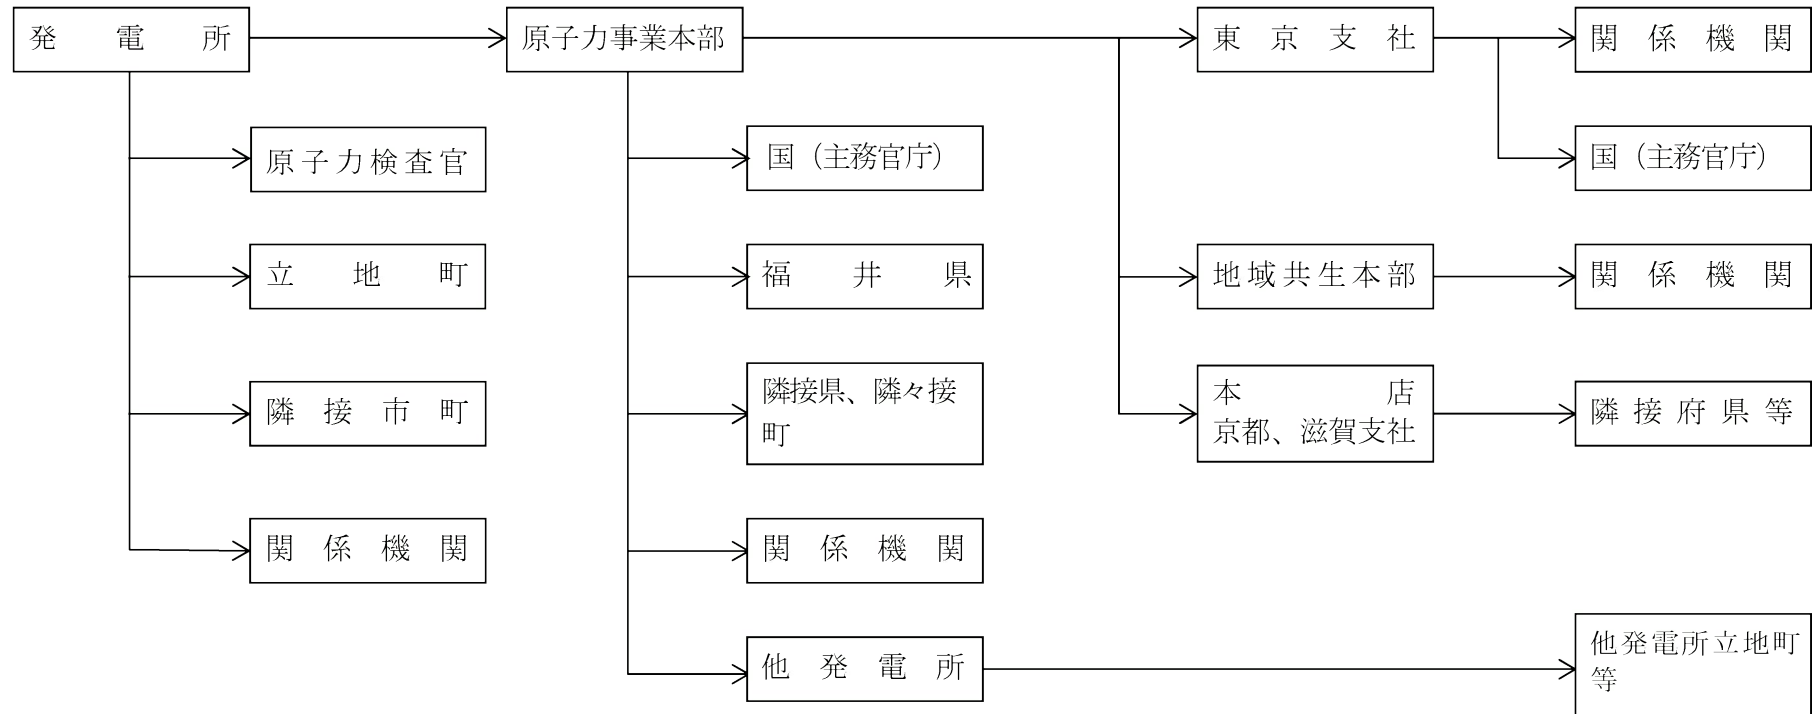 発電所
原子力事業本部
東京支社
関係機関
原子力検査官
国（主務官庁）
国（主務官庁）
立地町
福井県
地域共生本部
関係機関
隣接市町
隣接県、隣々接
町
本店
京都、滋賀支社
隣接府県等
関係機関
関係機関
他発電所
他発電所立地町
等